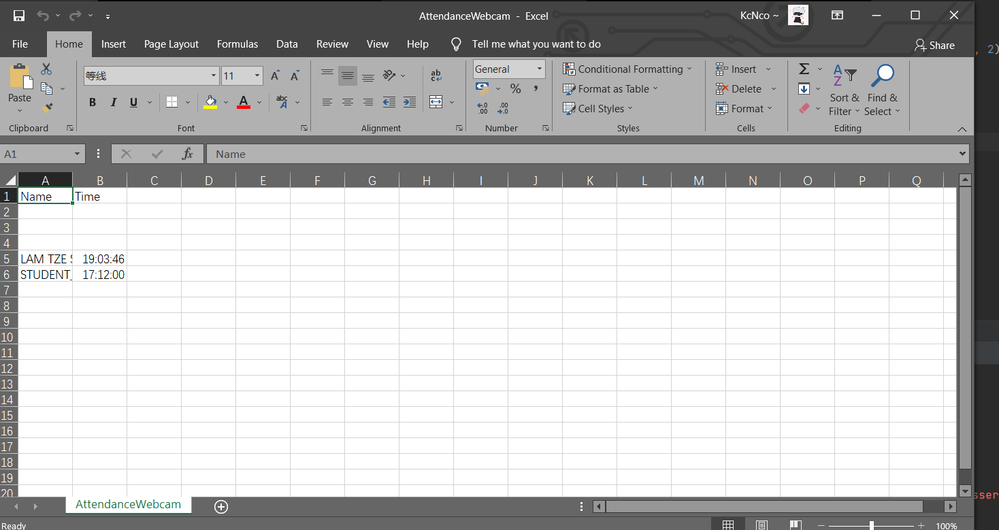 AttendanceWebcam - Excel
KcNco ~
File Home Insert Page Layout Formulas Data Review View Help Tell me what you want to do Share
, 2)
等线 11 General Conditional Formatting Insert
Paste Format as Table Delete Sort & Filter Find & Select
B I U A Cell Styles Format
Clipboard Font Alignment Number Styles Cells Editing
A1 fx Name
A B C D E F G H I J K L M N O P Q
1 Name Time
2
3
4
5 LAM TZE 19:03:46
6 STUDENT_ 17:12:00
7
8
9
10
11
12
13
14
15
16
17
18
19
20
sser
AttendanceWebcam
Ready 100%